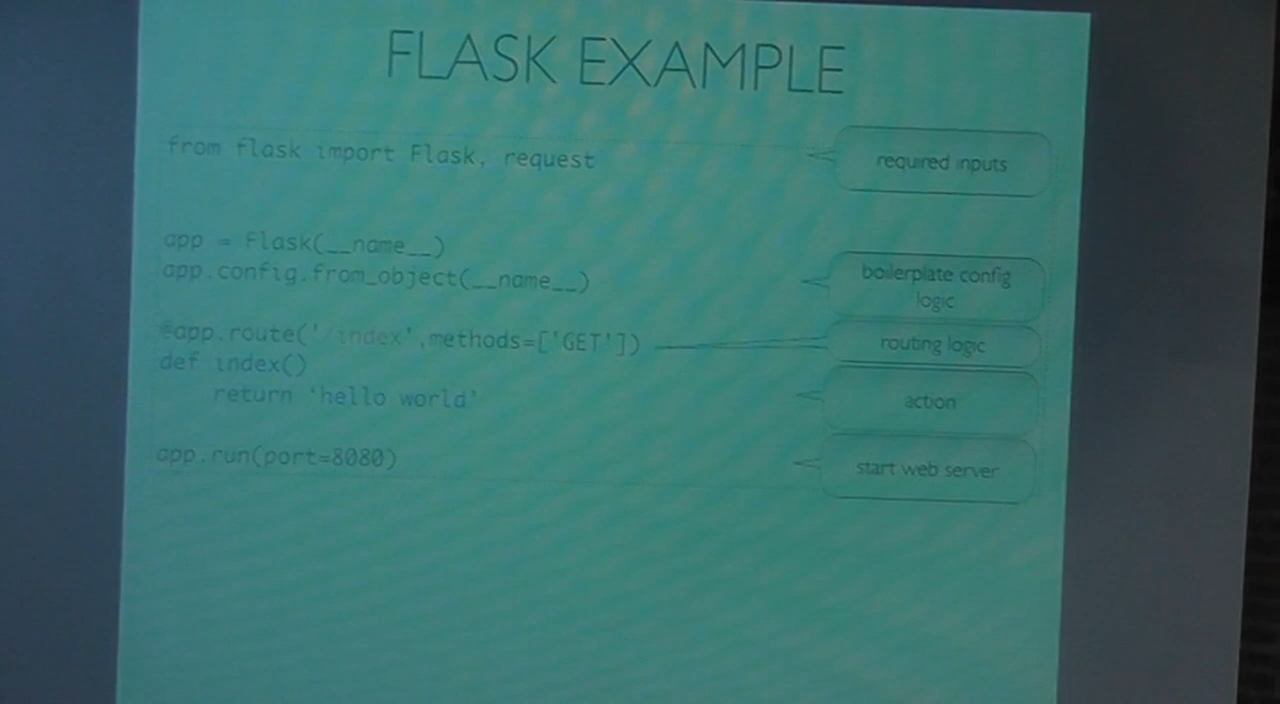 FLASK EXAMPLE
from flask import Flask, request
required inputs
app = Flask(__name__)
app.config.from_object(__name__)
boilerplate config
logic
@app.route('/index',methods=['GET'])
routing logic
def index()
return 'hello world'
action
app.run(port=8080)
start web server